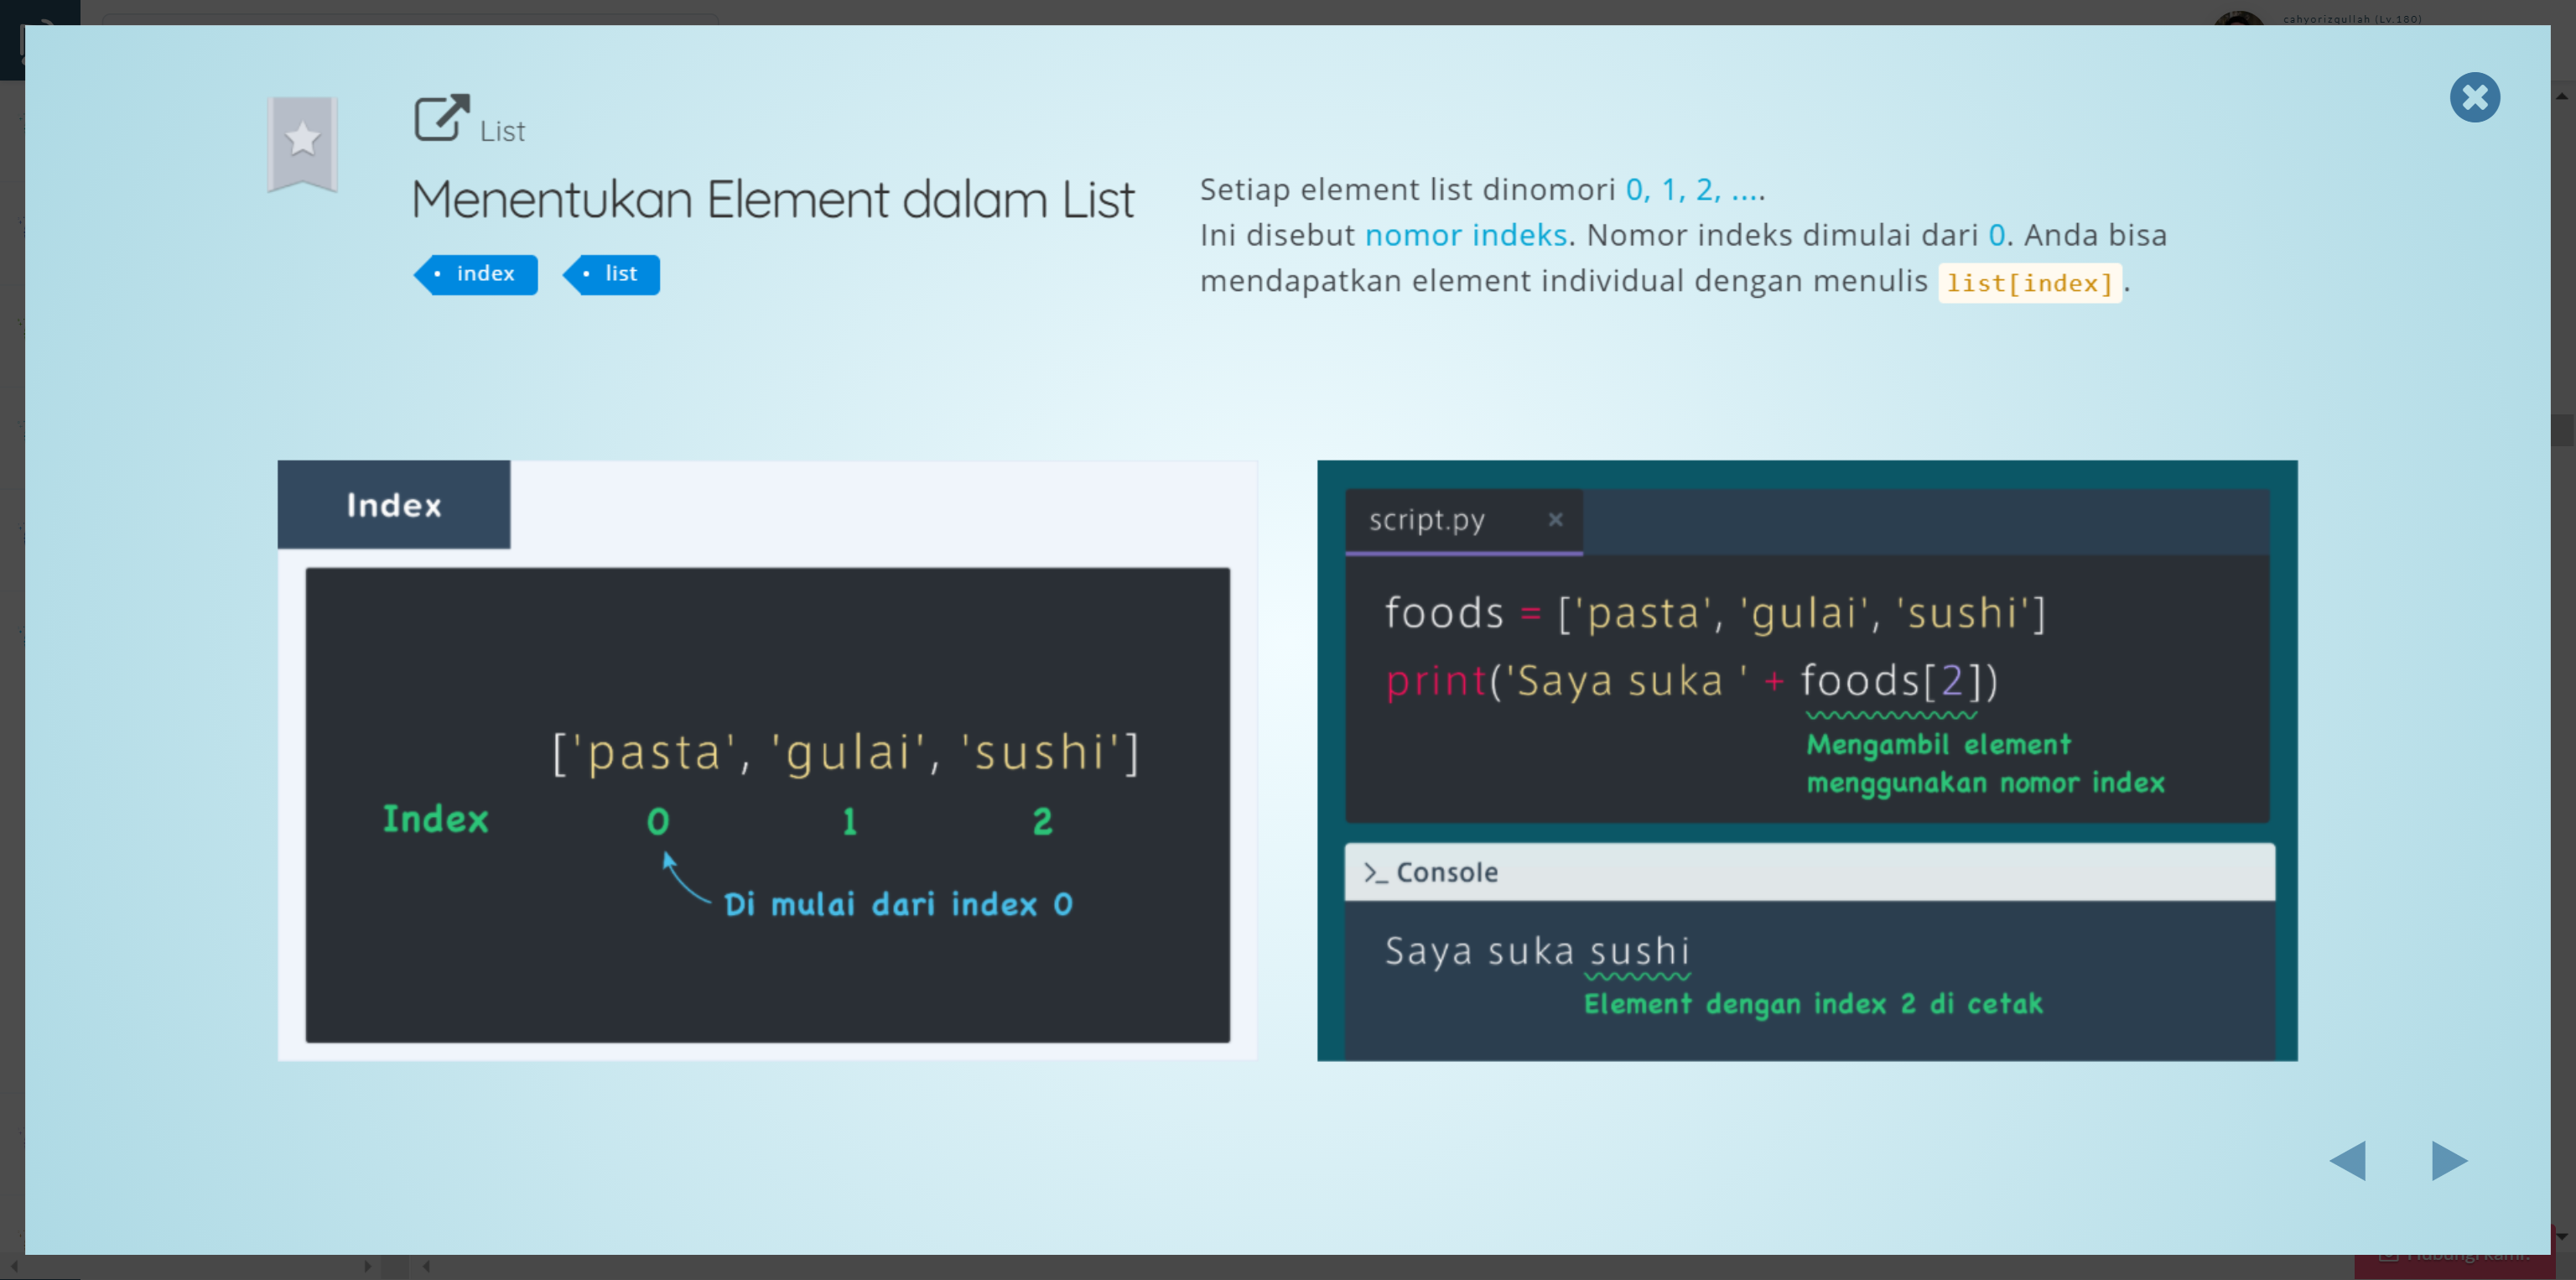 cahyorizqullah (Lv.180)
List
Menentukan Element dalam List
index
list
Setiap element list dinomori 0, 1, 2, ....
Ini disebut nomor indeks. Nomor indeks dimulai dari 0. Anda bisa
mendapatkan element individual dengan menulis list[index].
Index
['pasta', 'gulai', 'sushi']
Index 0 1 2
Di mulai dari index 0
script.py ×
foods = ['pasta', 'gulai', 'sushi']
print('Saya suka ' + foods[2])
Mengambil element
menggunakan nomor index
>_ Console
Saya suka sushi
Element dengan index 2 di cetak